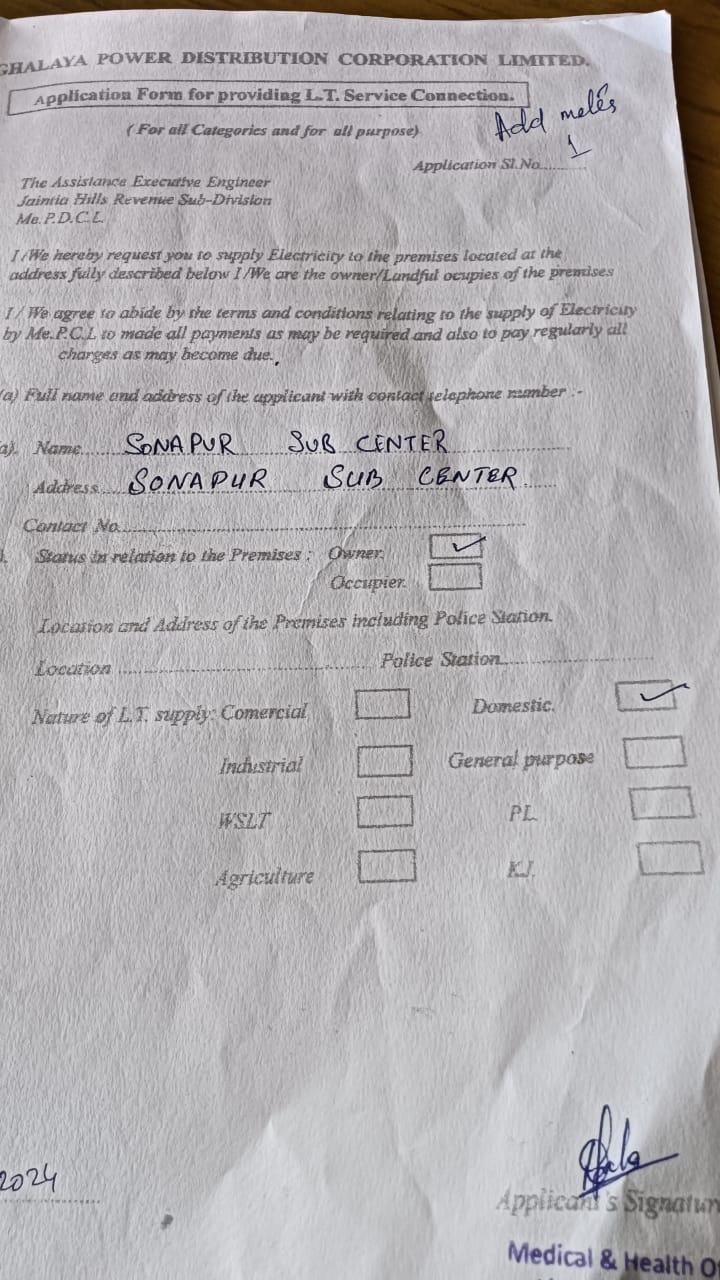 GHALAYA POWER DISTRIBUTION CORPORATION LIMITED.
Application Form for providing L.T. Service Connection.
Add
(For all Categories and for all purpose)
1
Application Sl.No..........
The Assistance Executive Engineer
Jaintia Hills Revenue Sub-Division
Me.P.D.C.L
I/We hereby request you to supply Electricity to the premises located at the
address fully described below I/We are the owner/Landful ocupies of the premises
I/We agree to abide by the terms and conditions relating to the supply of Electricity
by Me.P.C.L to made all payments as may be required and also to pay regularly all
charges as may become due.
(a) Full name and address of the applicant with contact telephone number :-
a). Name...... SONAPUR SUB CENTER
Address.... SONAPUR SUB CENTER
Contact No.
Status in relation to the Premises : Owner.
Occupier.
Location and Address of the Premises including Police Station.
Location ........ Police Station........
Nature of L.T. supply: Comercial Domestic.
Industrial General purpose
WSLT PL
Agriculture KJ.
2024
Applicant's Signatur
Medical & Health O